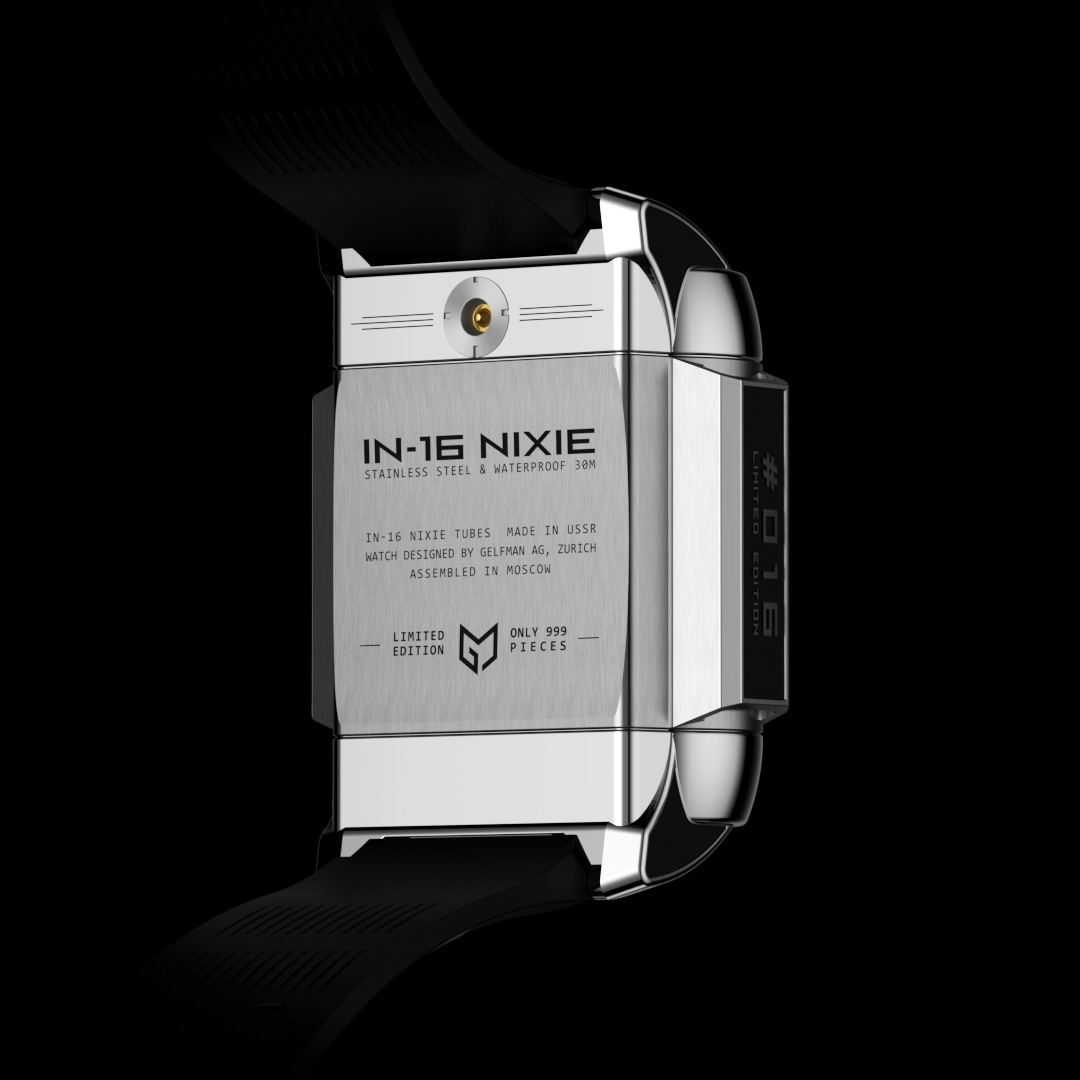 IN-16 NIXIE
STAINLESS STEEL & WATERPROOF 30M
IN-16 NIXIE TUBES MADE IN USSR
WATCH DESIGNED BY GELFMAN AG, ZURICH
ASSEMBLED IN MOSCOW
LIMITED EDITION
ONLY 999 PIECES
#016
LIMITED EDITION